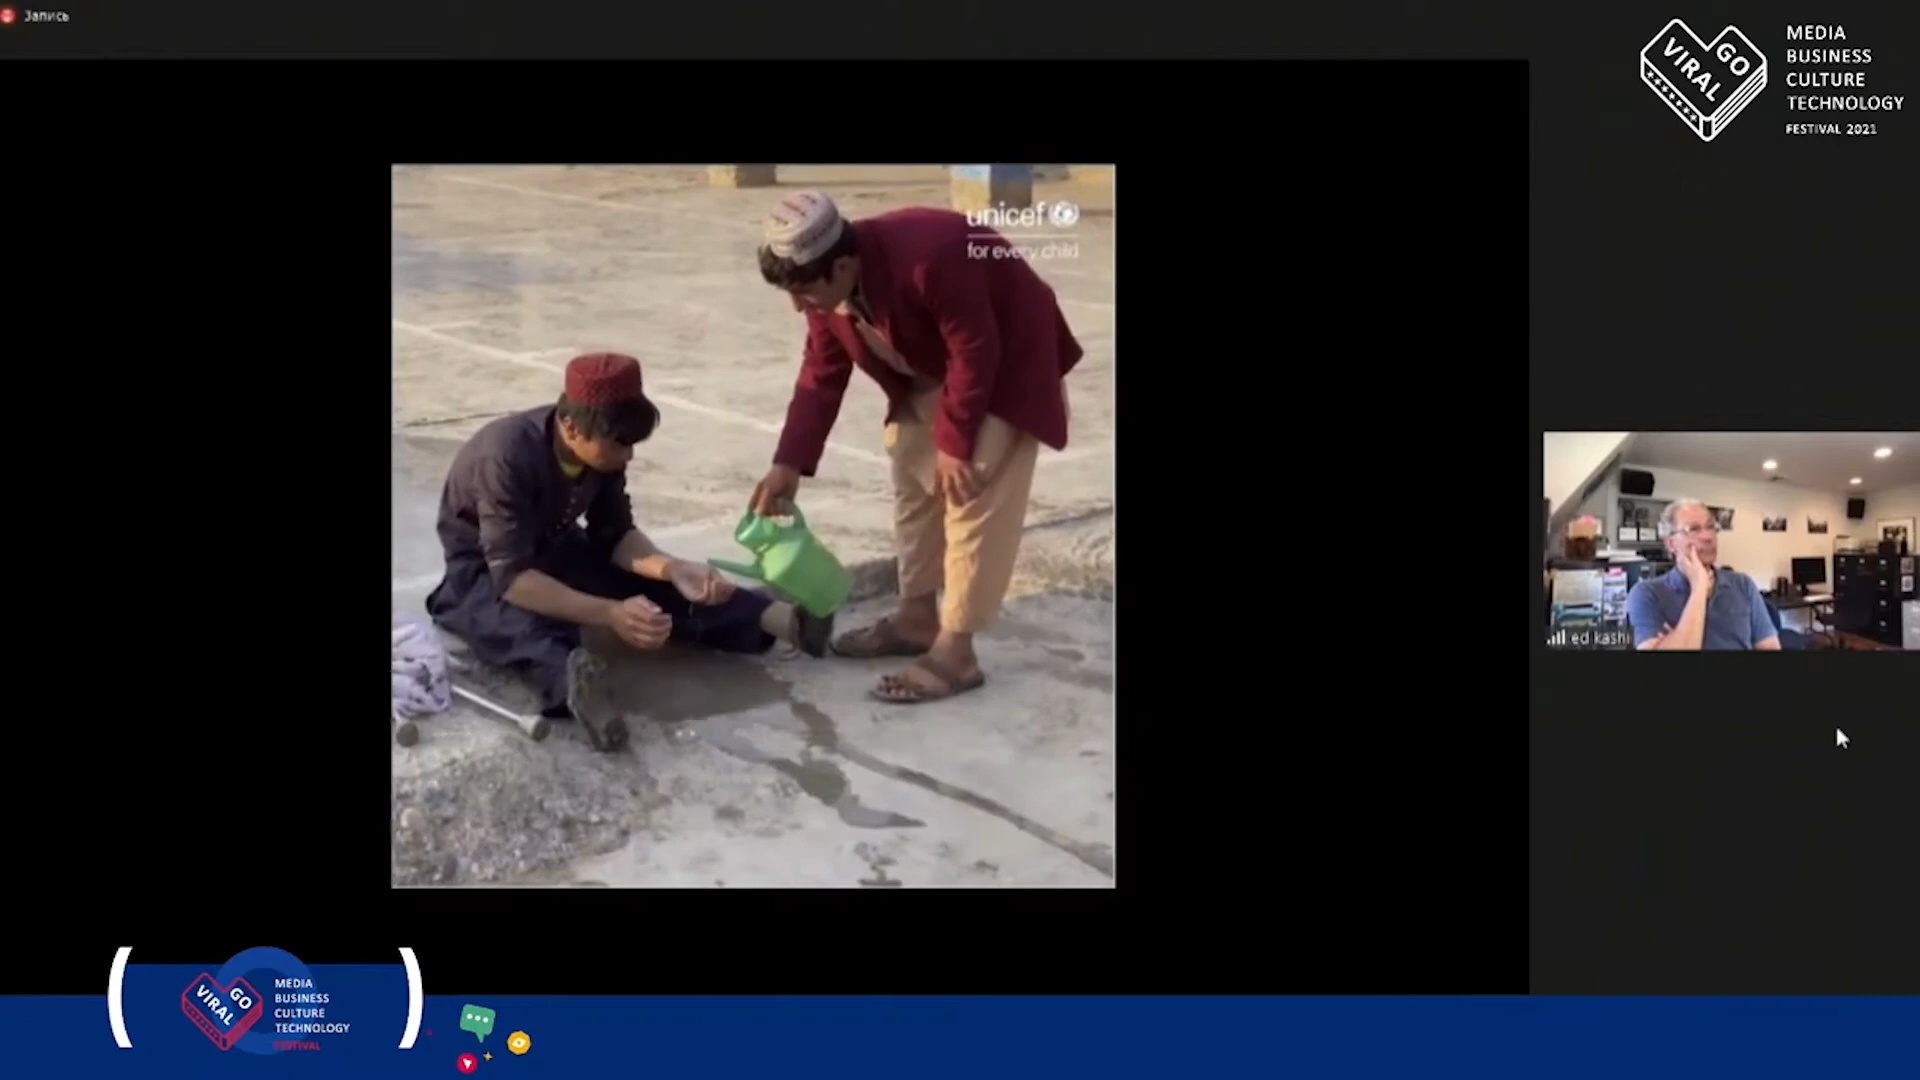 Запись
VIRAL GO
MEDIA
BUSINESS
CULTURE
TECHNOLOGY
FESTIVAL 2021
unicef
for every child
ed kashi
VIRAL GO
MEDIA
BUSINESS
CULTURE
TECHNOLOGY
FESTIVAL